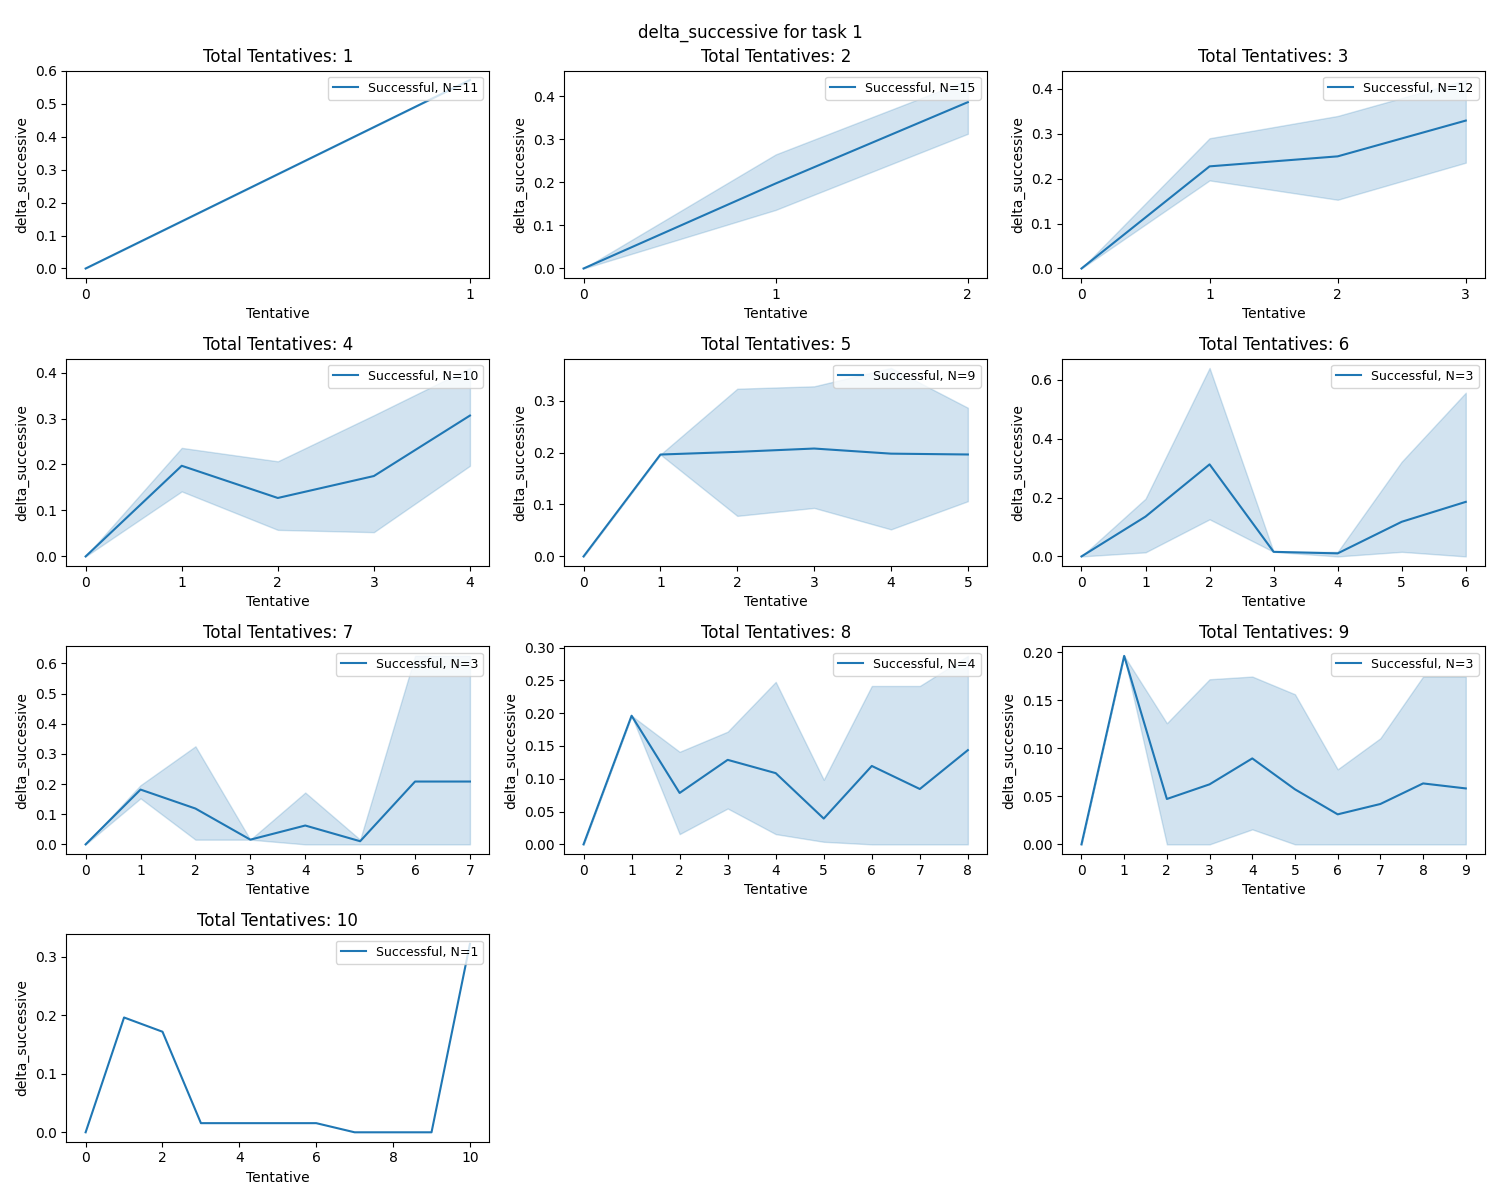 delta_successive for task 1
Total Tentatives: 1
Successful, N=11
delta_successive
0.6
0.5
0.4
0.3
0.2
0.1
0.0
0 1
Tentative
Total Tentatives: 2
Successful, N=15
delta_successive
0.4
0.3
0.2
0.1
0.0
0 1 2
Tentative
Total Tentatives: 3
Successful, N=12
delta_successive
0.4
0.3
0.2
0.1
0.0
0 1 2 3
Tentative
Total Tentatives: 4
Successful, N=10
delta_successive
0.4
0.3
0.2
0.1
0.0
0 1 2 3 4
Tentative
Total Tentatives: 5
Successful, N=9
delta_successive
0.3
0.2
0.1
0.0
0 1 2 3 4 5
Tentative
Total Tentatives: 6
Successful, N=3
delta_successive
0.6
0.4
0.2
0.0
0 1 2 3 4 5 6
Tentative
Total Tentatives: 7
Successful, N=3
delta_successive
0.6
0.5
0.4
0.3
0.2
0.1
0.0
0 1 2 3 4 5 6 7
Tentative
Total Tentatives: 8
Successful, N=4
delta_successive
0.30
0.25
0.20
0.15
0.10
0.05
0.00
0 1 2 3 4 5 6 7 8
Tentative
Total Tentatives: 9
Successful, N=3
delta_successive
0.20
0.15
0.10
0.05
0.00
0 1 2 3 4 5 6 7 8 9
Tentative
Total Tentatives: 10
Successful, N=1
delta_successive
0.3
0.2
0.1
0.0
0 2 4 6 8 10
Tentative